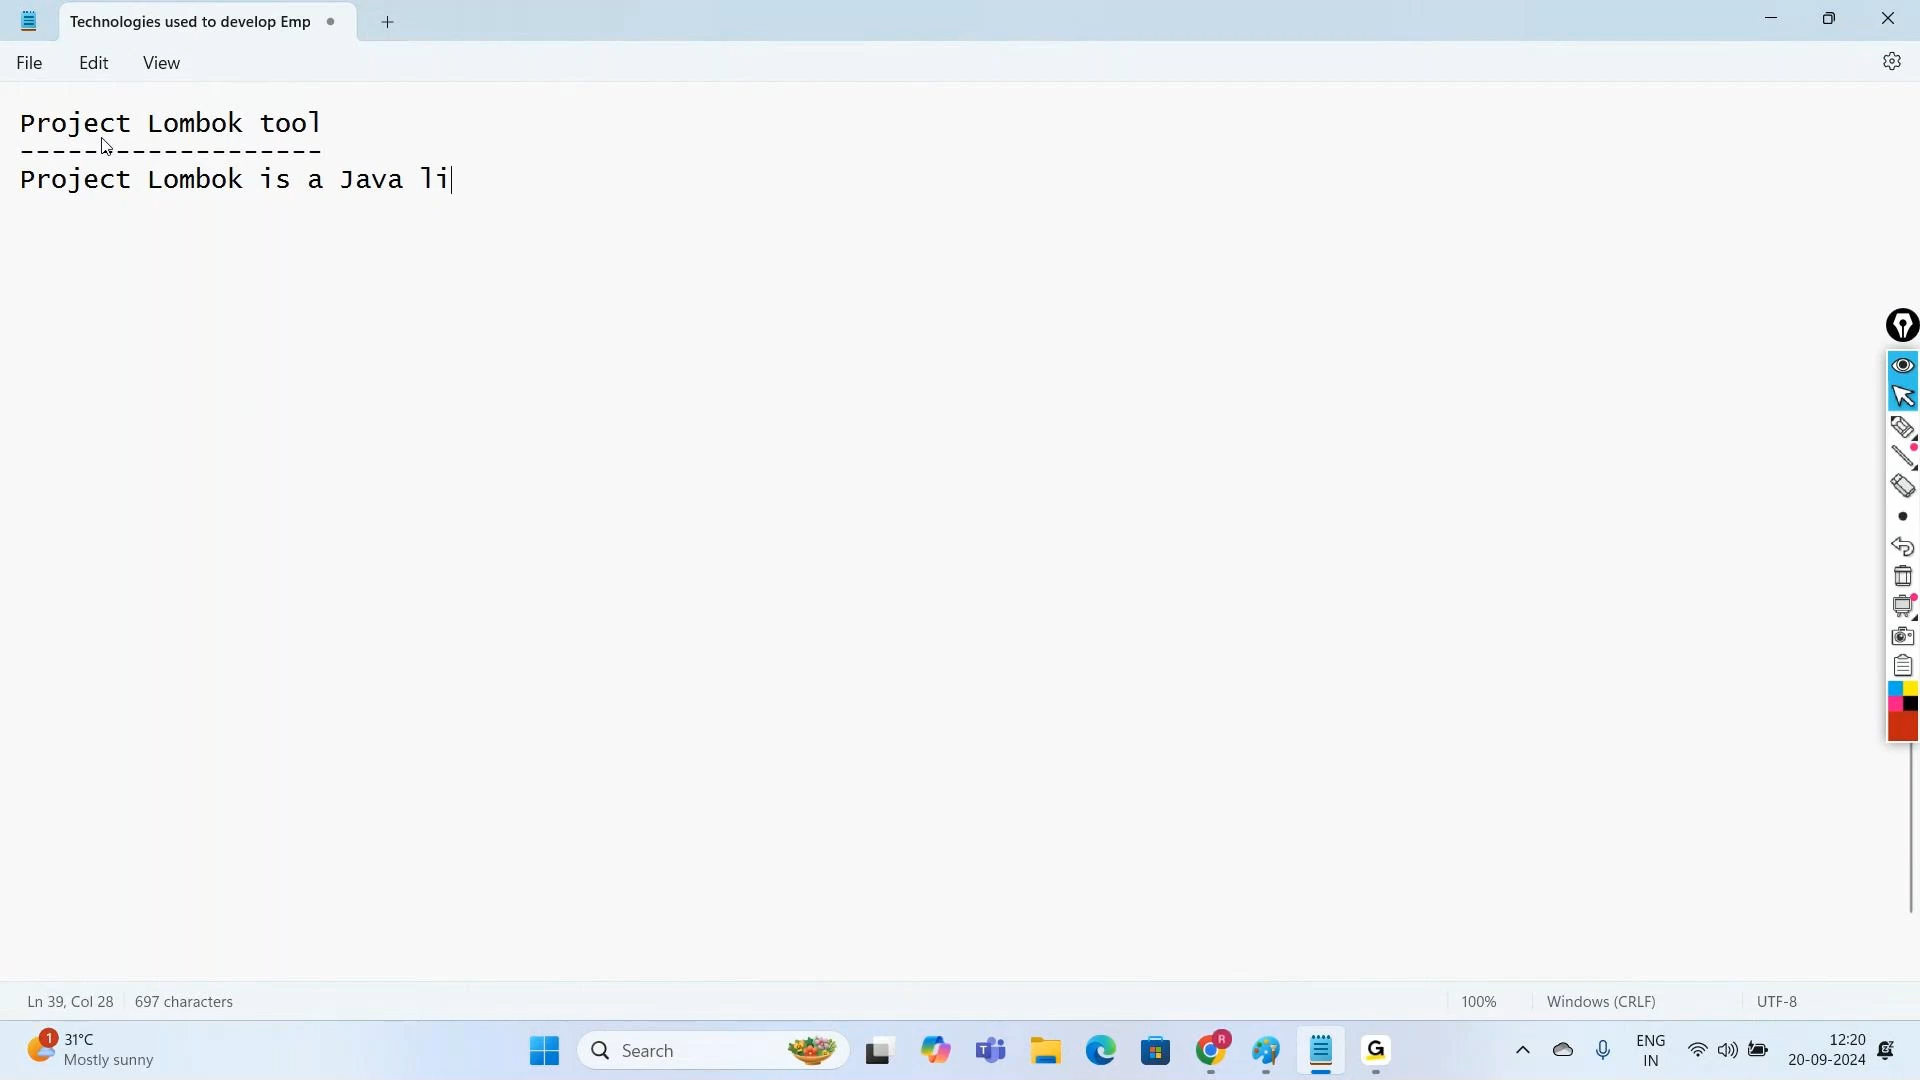 Technologies used to develop Emp
File Edit View
Project Lombok tool
-------------------
Project Lombok is a Java li
Ln 39, Col 28 697 characters 100% Windows (CRLF) UTF-8
1 31°C
Mostly sunny
Search
T
R
G
ENG
IN
12:20
20-09-2024